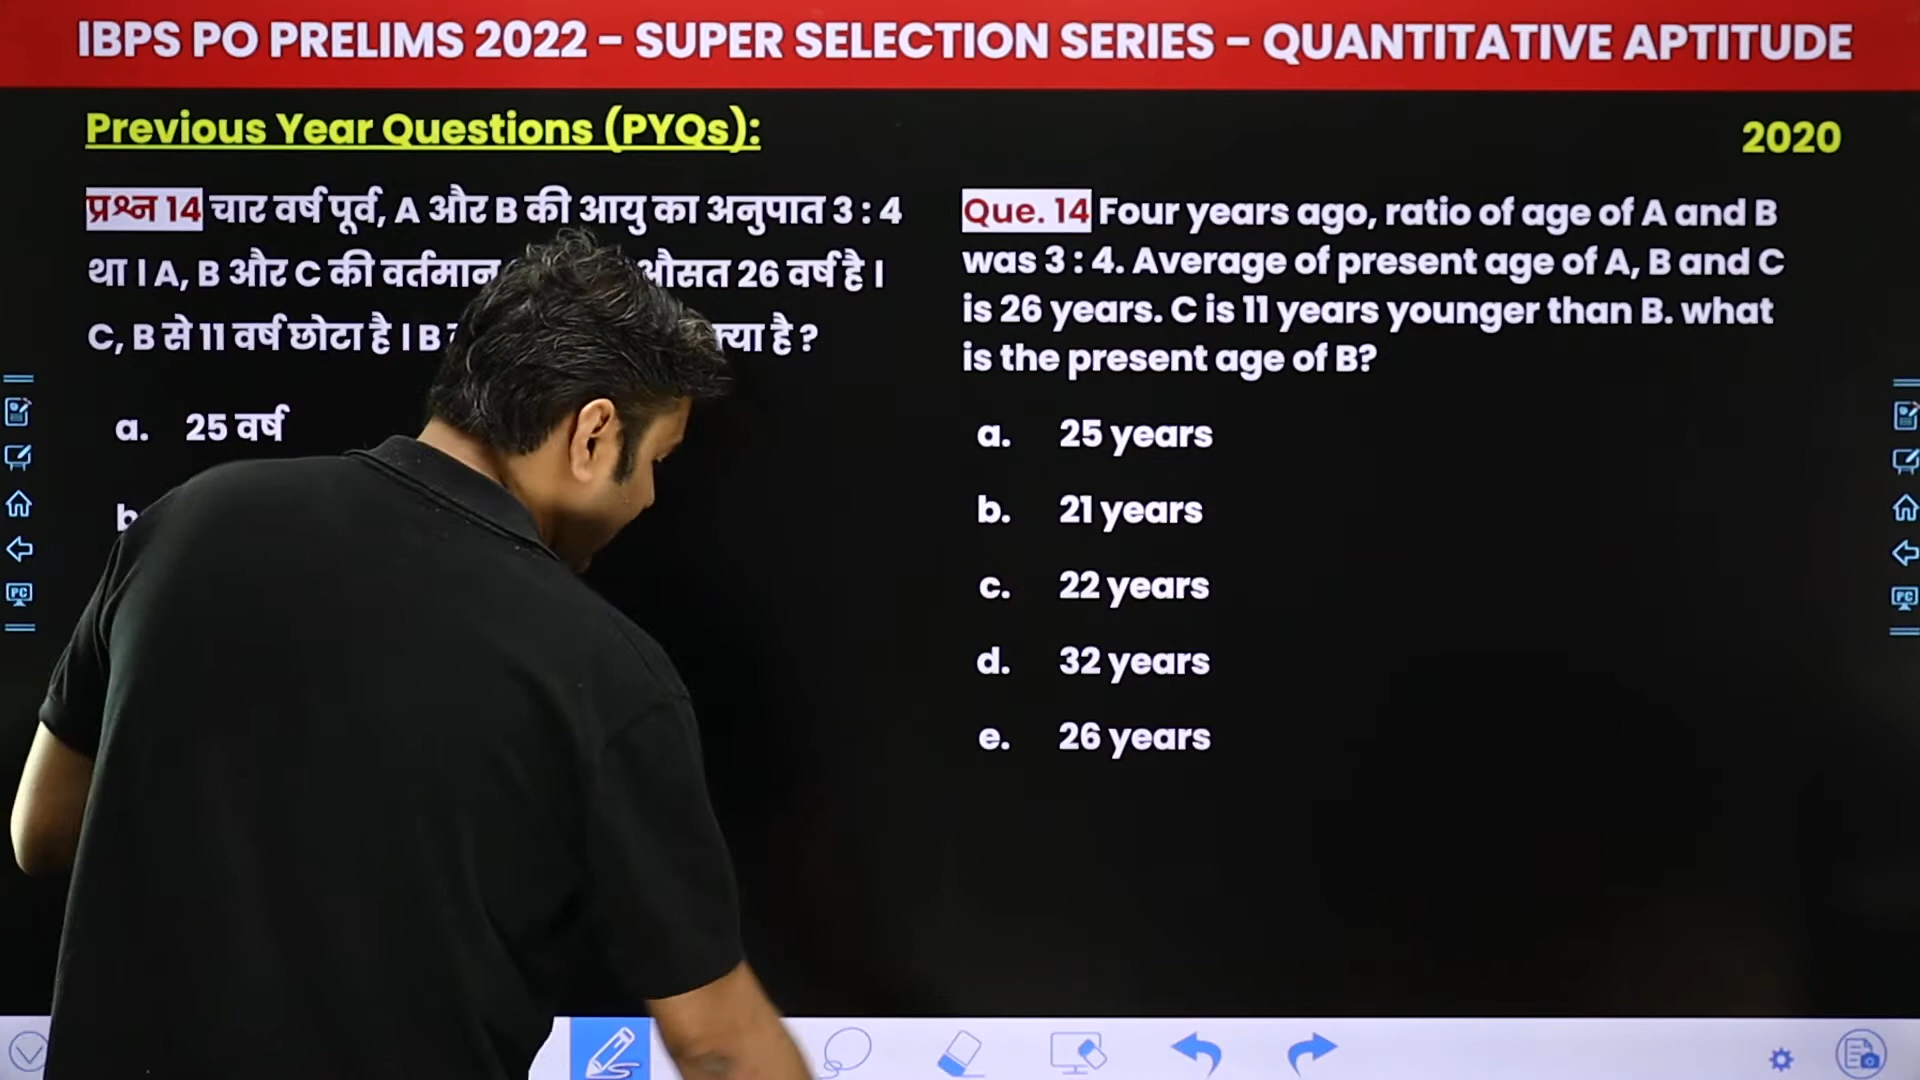 IBPS PO PRELIMS 2022 - SUPER SELECTION SERIES - QUANTITATIVE APTITUDE
Previous Year Questions (PYQs):
2020
प्रश्न 14 चार वर्ष पूर्व, A और B की आयु का अनुपात 3 : 4
था । A, B और C की वर्तमान औसत 26 वर्ष है ।
C, B से 11 वर्ष छोटा है । B क्या है ?
a. 25 वर्ष
b
Que. 14 Four years ago, ratio of age of A and B
was 3 : 4. Average of present age of A, B and C
is 26 years. C is 11 years younger than B. what
is the present age of B?
a. 25 years
b. 21 years
c. 22 years
d. 32 years
e. 26 years
PC
PC